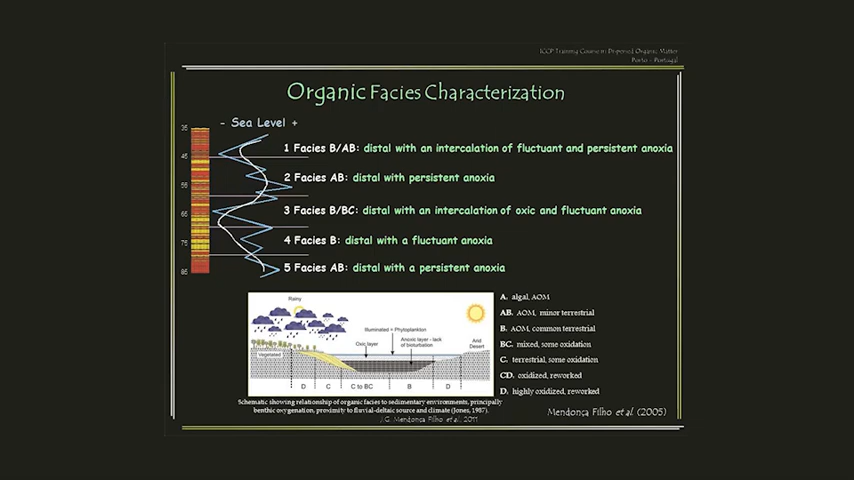 ICCP Training Course in Dispersed Organic Matter
Porto - Portugal
Organic Facies Characterization
- Sea Level +
35
45
55
65
75
85
1 Facies B/AB: distal with an intercalation of fluctuant and persistent anoxia
2 Facies AB: distal with persistent anoxia
3 Facies B/BC: distal with an intercalation of oxic and fluctuant anoxia
4 Facies B: distal with a fluctuant anoxia
5 Facies AB: distal with a persistent anoxia
Rainy
Illuminated = Phytoplankton
Oxic layer
Anoxic layer - lack of bioturbation
Arid Desert
Vegetated
D
C
C to BC
B
D
A. algal, AOM
AB. AOM, minor terrestrial
B. AOM, common terrestrial
BC. mixed, some oxidation
C. terrestrial, some oxidation
CD. oxidized, reworked
D. highly oxidized, reworked
Schematic showing relationship of organic facies to sedimentary environments, principally
benthic oxygenation, proximity to fluvial-deltaic source and climate (Jones, 1987).
J.G. Mendonça Filho et al., 2011
Mendonça Filho et al. (2005)